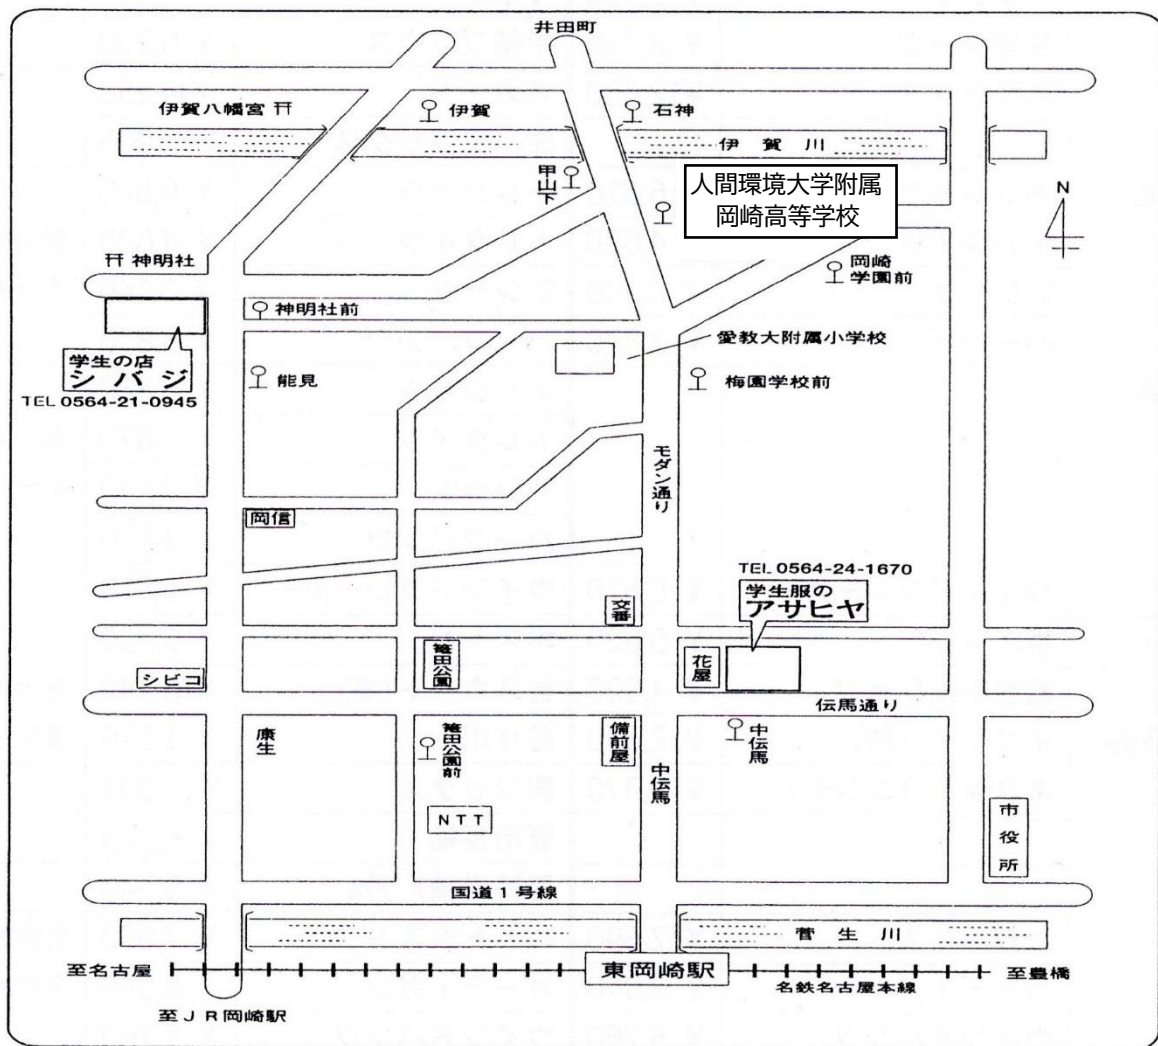 井田町
伊賀八幡宮
伊賀
石神
伊賀川
甲山下
人間環境大学附属
岡崎高等学校
N
神明社
岡崎
学園前
神明社前
愛教大附属小学校
学生の店
シバジ
TEL 0564-21-0945
能見
梅園学校前
モダン通り
岡信
TEL 0564-24-1670
学生服の
アサヒヤ
交番
シビコ
篭田公園
花屋
伝馬通り
康生
篭田公園前
備前屋
中伝馬
中伝馬
NTT
市役所
国道1号線
菅生川
至名古屋
東岡崎駅
至豊橋
名鉄名古屋本線
至JR岡崎駅